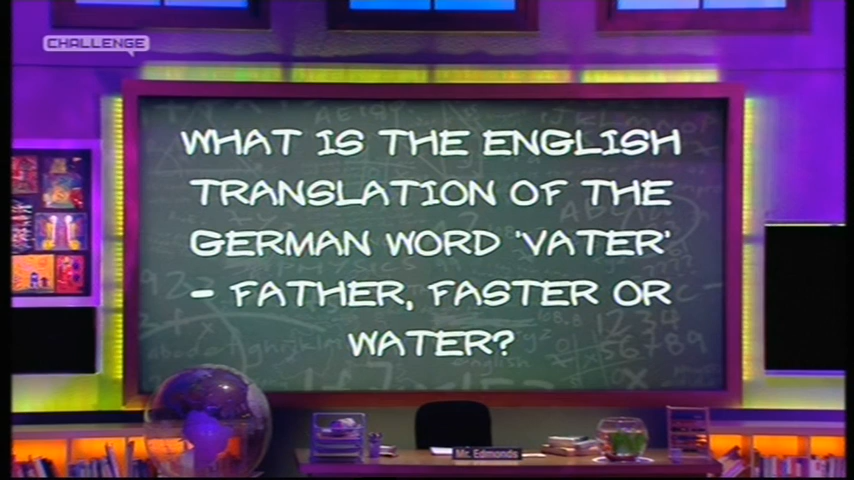 CHALLENGE
WHAT IS THE ENGLISH
TRANSLATION OF THE
GERMAN WORD 'VATER'
- FATHER, FASTER OR
WATER?
Mr. Edmonds